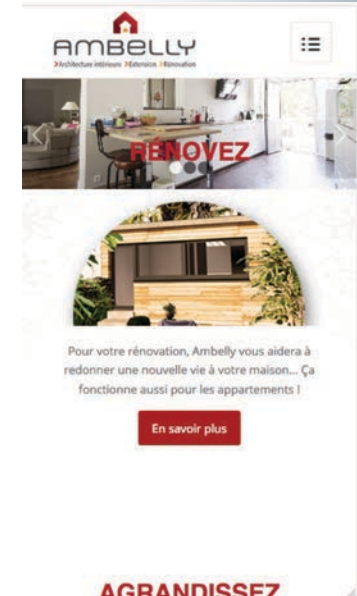 AMBELLY
Architecture intérieure Extension Rénovation
RÉNOVEZ
Pour votre rénovation, Ambelly vous aidera à
redonner une nouvelle vie à votre maison... Ça
fonctionne aussi pour les appartements !
En savoir plus
AGRANDISSEZ